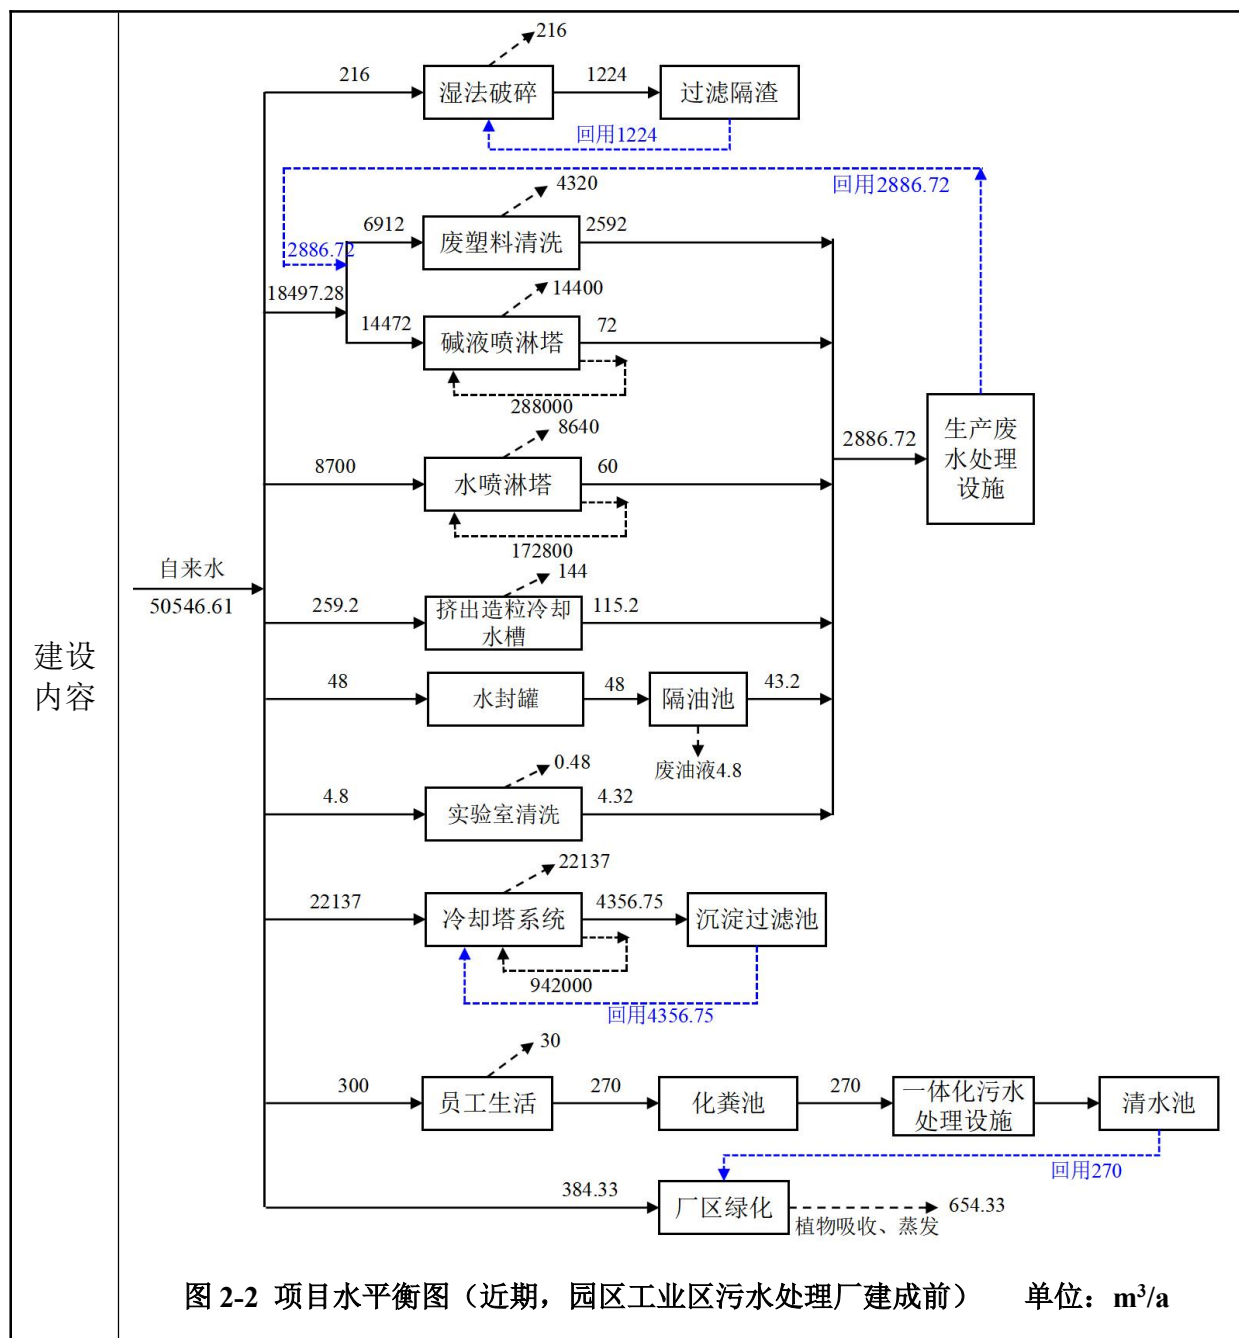 建设
内容
216
216
湿法破碎
1224
过滤隔渣
回用1224
回用2886.72
4320
6912
废塑料清洗
2592
2886.72
18497.28
14400
14472
碱液喷淋塔
72
288000
8640
8700
水喷淋塔
60
172800
2886.72
生产废
水处理
设施
自来水
50546.61
144
259.2
挤出造粒冷却
水槽
115.2
48
水封罐
48
隔油池
43.2
废油液4.8
0.48
4.8
实验室清洗
4.32
22137
22137
冷却塔系统
4356.75
沉淀过滤池
942000
回用4356.75
30
300
员工生活
270
化粪池
270
一体化污水
处理设施
清水池
回用270
384.33
厂区绿化
植物吸收、蒸发
654.33
图 2-2 项目水平衡图（近期，园区工业区污水处理厂建成前） 单位：m³/a